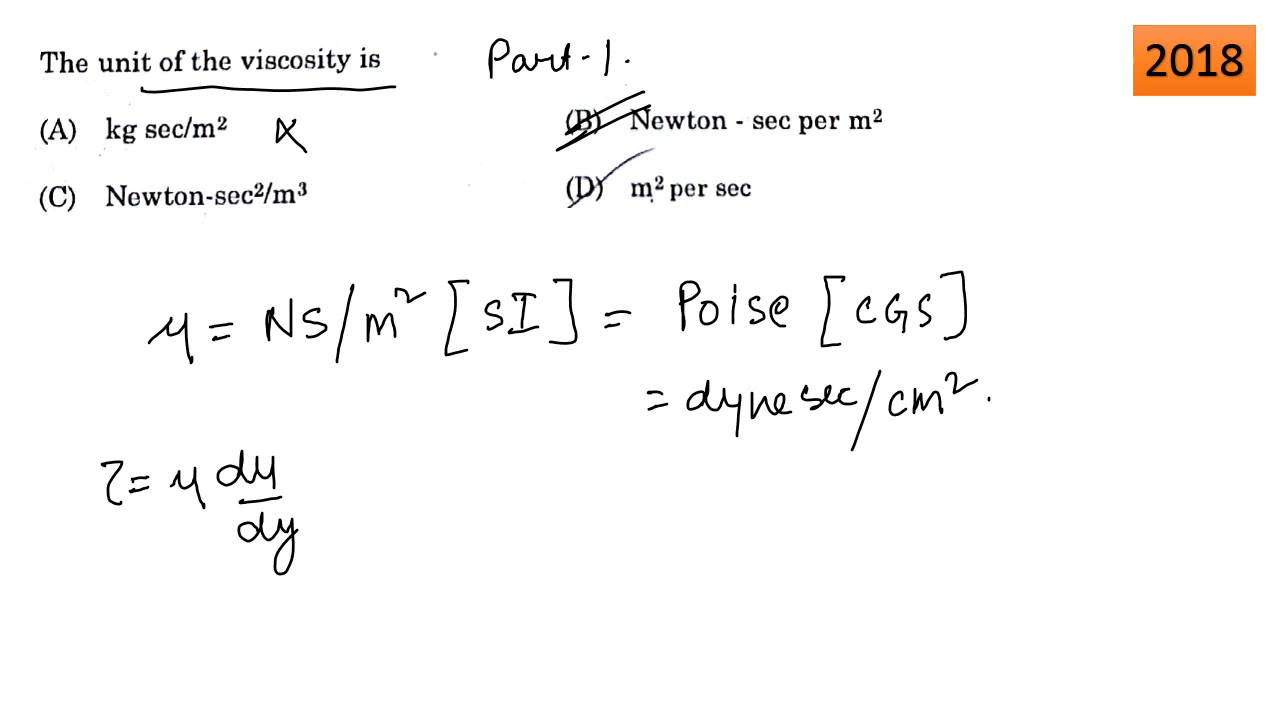 The unit of the viscosity is
Part-1.
2018
(A) kg sec/m²
(B) Newton - sec per m²
(C) Newton-sec²/m³
(D) m² per sec
μ = NS/m² [SI] = Poise [CGS]
= dyne sec/cm².
τ = μ du/dy